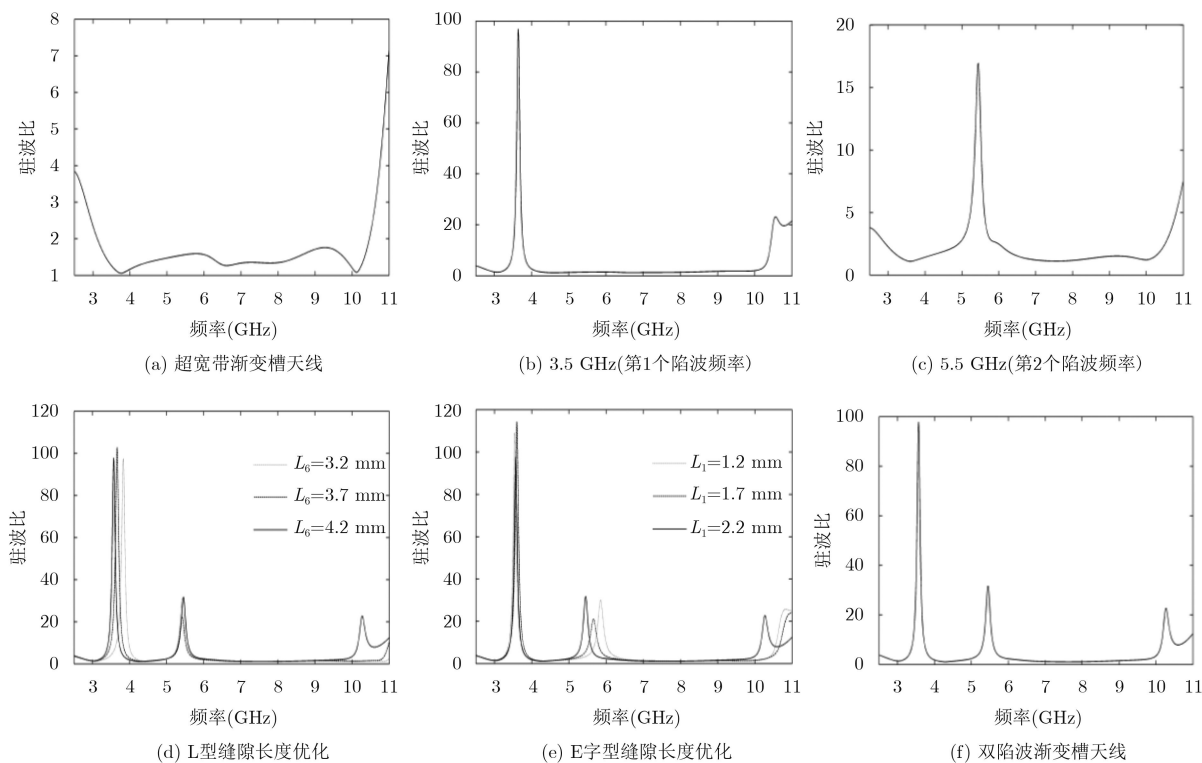 8
7
6
5
4
3
2
1
驻波比
3 4 5 6 7 8 9 10 11
频率(GHz)
(a) 超宽带渐变槽天线
100
80
60
40
20
0
驻波比
3 4 5 6 7 8 9 10 11
频率(GHz)
(b) 3.5 GHz(第1个陷波频率)
20
15
10
5
0
驻波比
3 4 5 6 7 8 9 10 11
频率(GHz)
(c) 5.5 GHz(第2个陷波频率)
120
100
80
60
40
20
0
驻波比
L6=3.2 mm
L6=3.7 mm
L6=4.2 mm
3 4 5 6 7 8 9 10 11
频率(GHz)
(d) L型缝隙长度优化
120
100
80
60
40
20
0
驻波比
L1=1.2 mm
L1=1.7 mm
L1=2.2 mm
3 4 5 6 7 8 9 10 11
频率(GHz)
(e) E字型缝隙长度优化
100
80
60
40
20
0
驻波比
3 4 5 6 7 8 9 10 11
频率(GHz)
(f) 双陷波渐变槽天线